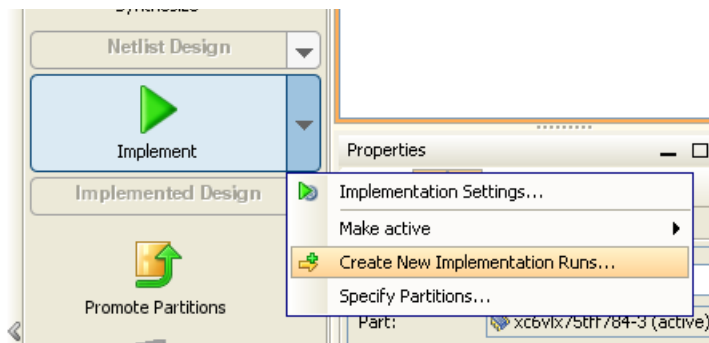 Synthesize
Netlist Design
Implement
Properties
Implemented Design
Implementation Settings...
Make active
Create New Implementation Runs...
Promote Partitions
Specify Partitions...
Part: xc6vlx75tff784-3 (active)